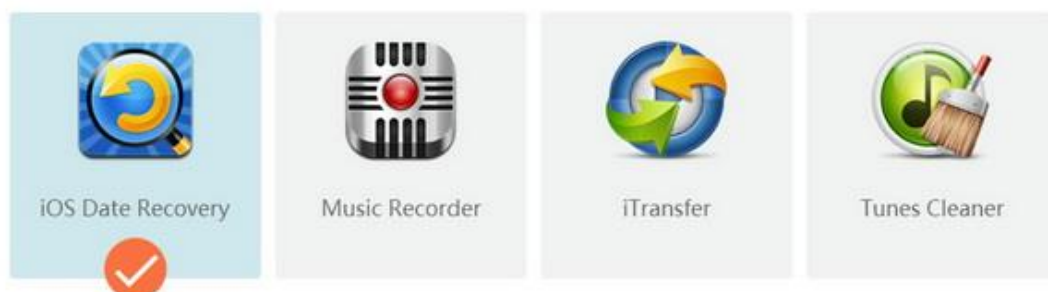 iOS Date Recovery
Music Recorder
iTransfer
Tunes Cleaner